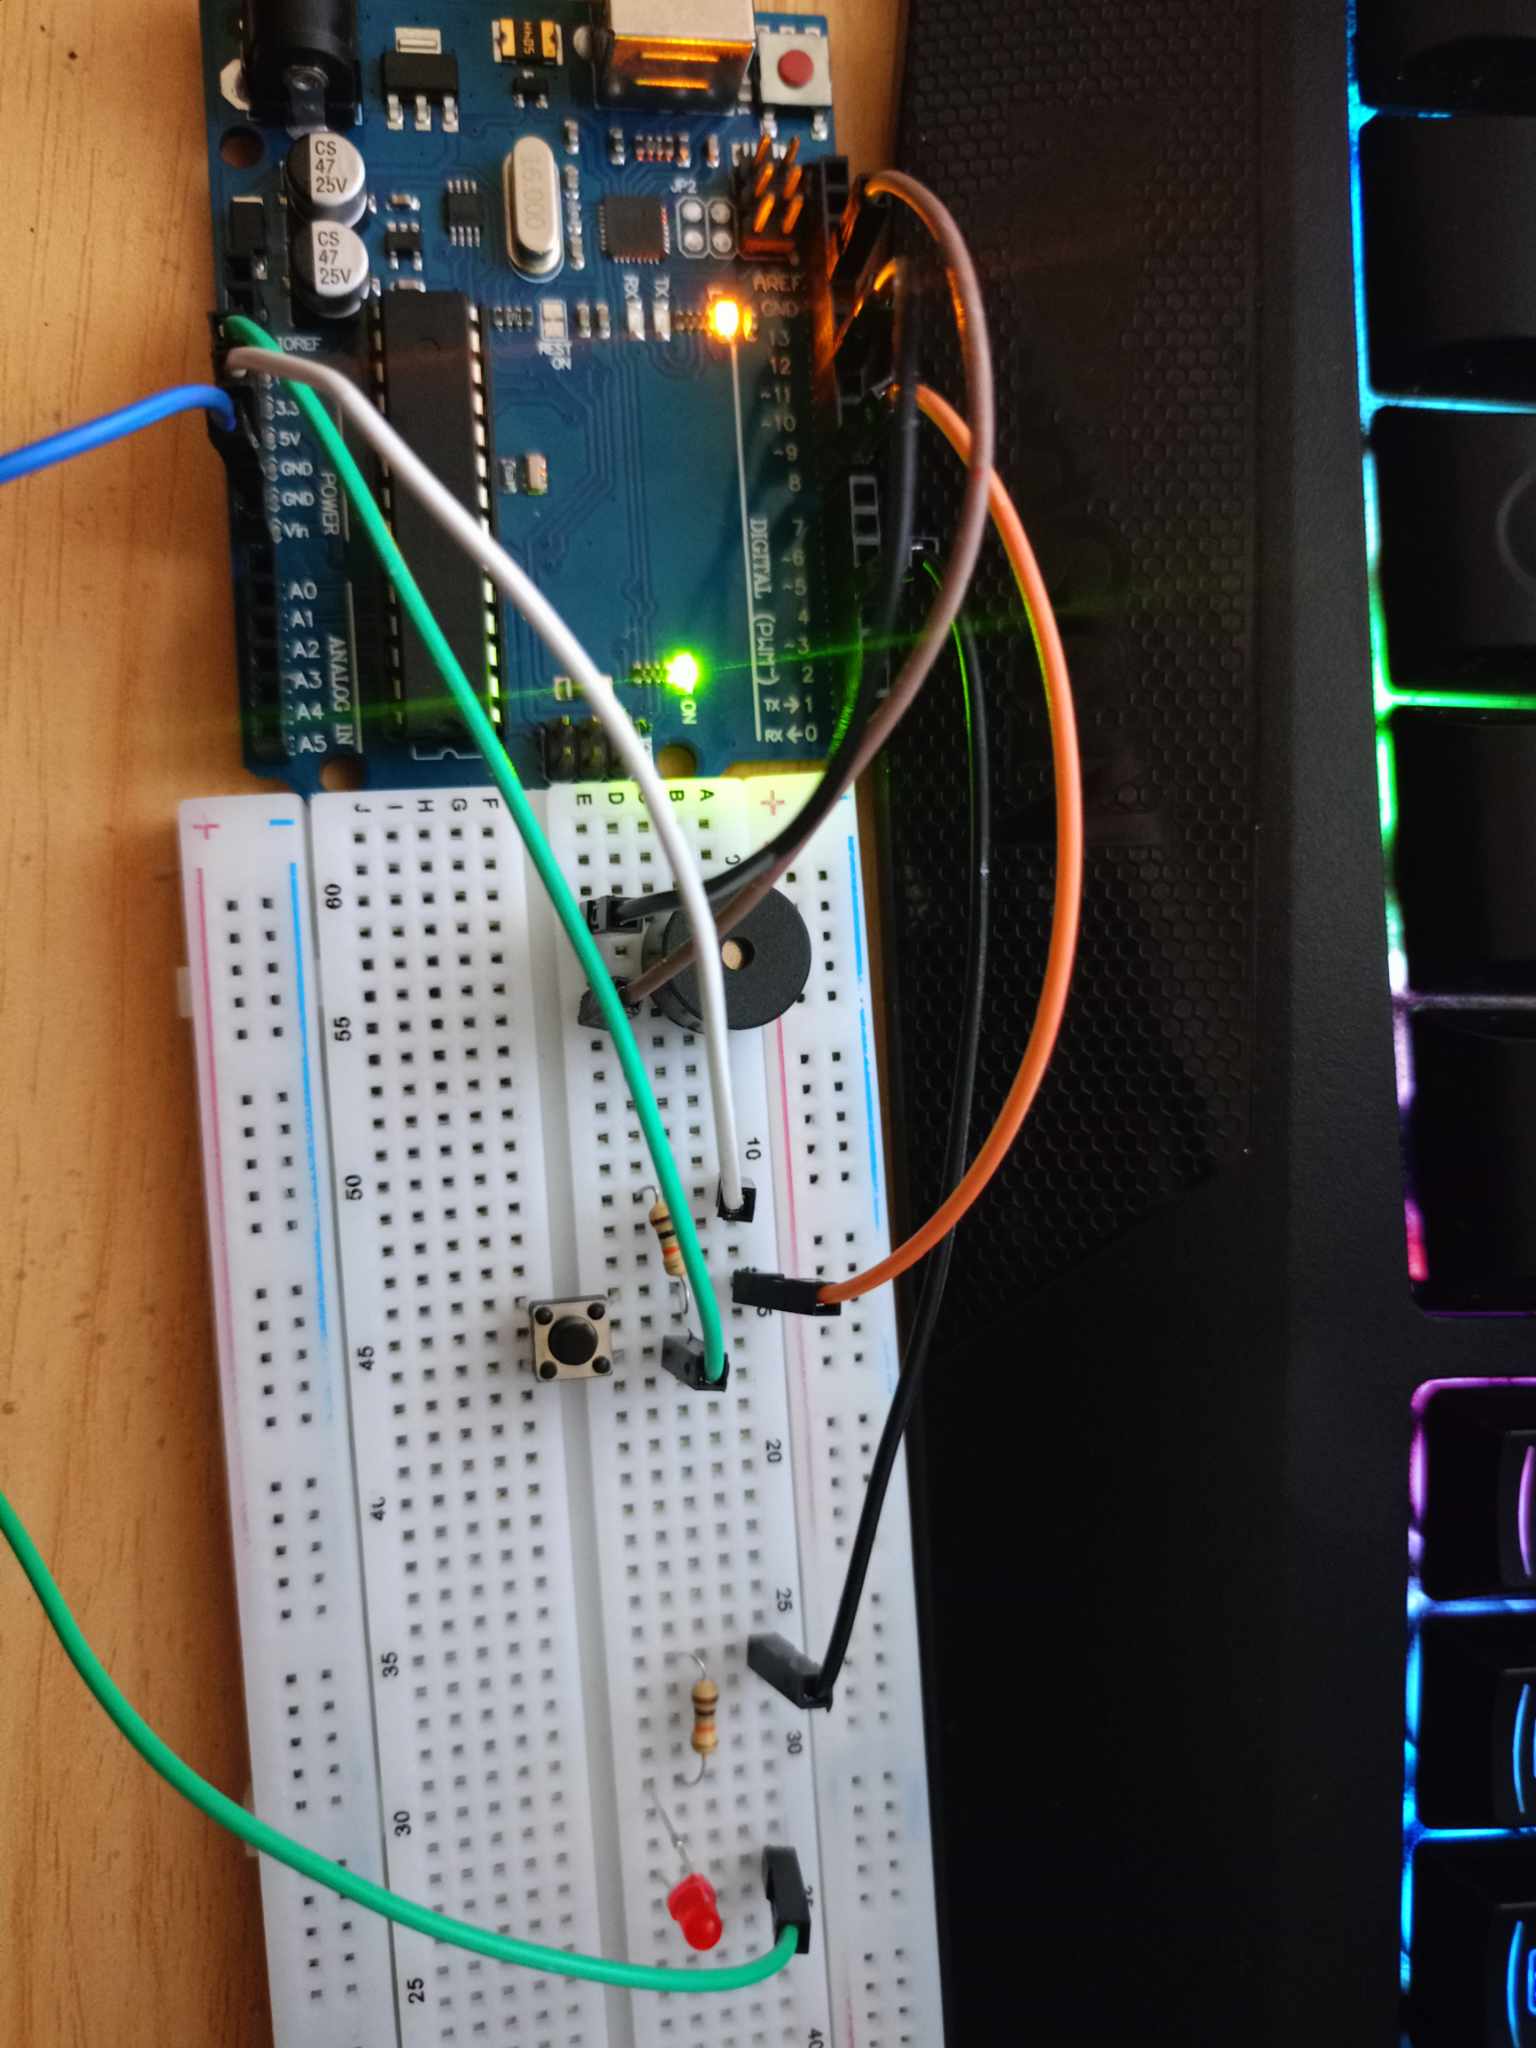 CS
47
25V
CS
47
25V
16.000
JP2
RX
TX
ON
AREF
GND
13
12
~11
~10
~9
8
7
~6
~5
4
~3
2
TX→1
RX←0
DIGITAL (PWM~)
IOREF
3.3
5V
GND
GND
Vin
POWER
A0
A1
A2
A3
A4
A5
ANALOG IN
J I H G F E D B A
+
+
60
55
50
45
35
30
25
10
20
25
30